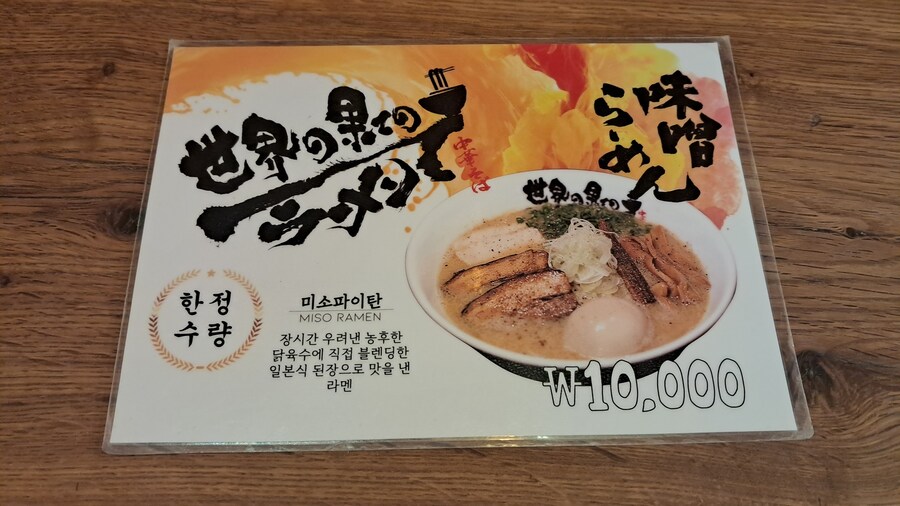 世界の果ての
ラーメン
中華そば
味噌
らーめん
世界の果ての
한정
수량
미소파이탄
MISO RAMEN
장시간 우려낸 농후한
닭육수에 직접 블렌딩한
일본식 된장으로 맛을 낸
라멘
₩10,000